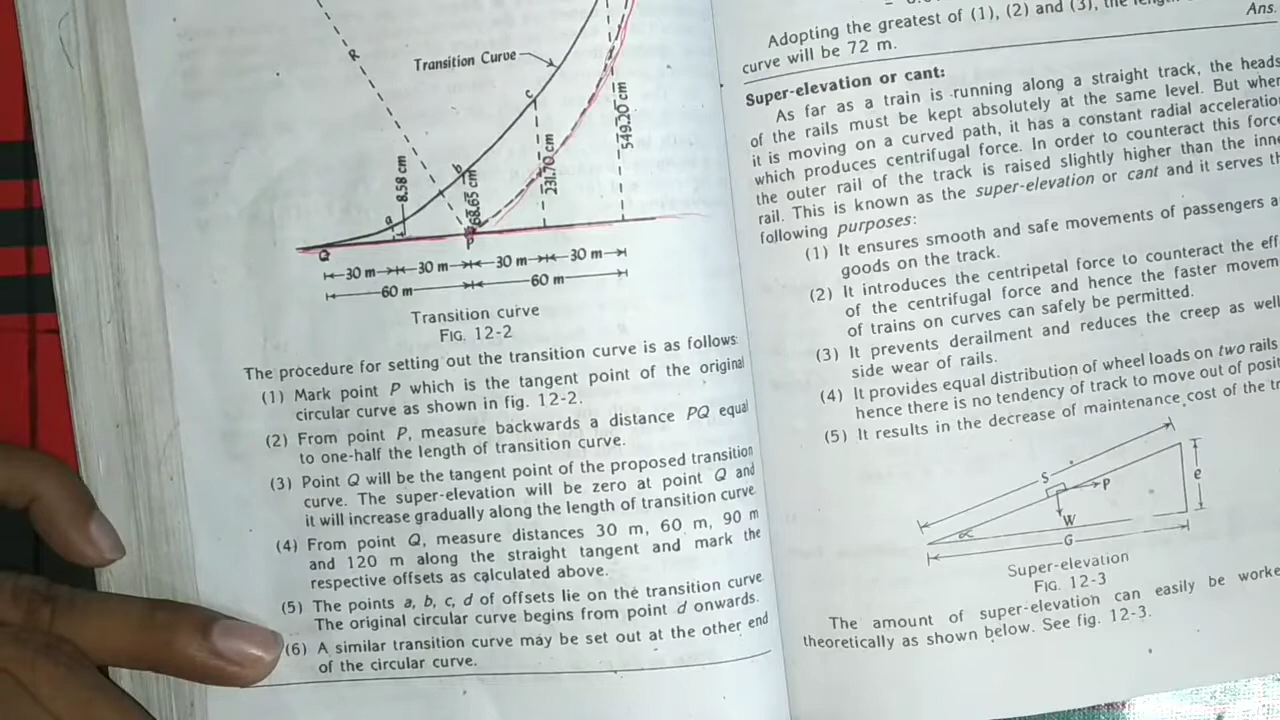 R
Transition Curve
a
b
c
8.58 cm
68.65 cm
231.70 cm
549.20 cm
Q
P
30 m 30 m 30 m 30 m
60 m 60 m
Transition curve
FIG. 12-2
The procedure for setting out the transition curve is as follows:
(1) Mark point P which is the tangent point of the original
circular curve as shown in fig. 12-2.
(2) From point P, measure backwards a distance PQ equal
to one-half the length of transition curve.
(3) Point Q will be the tangent point of the proposed transition
curve. The super-elevation will be zero at point Q and
it will increase gradually along the length of transition curve
(4) From point Q, measure distances 30 m, 60 m, 90 m
and 120 m along the straight tangent and mark the
respective offsets as calculated above.
(5) The points a, b, c, d of offsets lie on the transition curve.
The original circular curve begins from point d onwards.
(6) A similar transition curve may be set out at the other end
of the circular curve.
Adopting the greatest of (1), (2) and (3), the
curve will be 72 m.
Ans.
Super-elevation or cant:
As far as a train is running along a straight track, the heads
of the rails must be kept absolutely at the same level. But
it is moving on a curved path, it has a constant radial
which produces centrifugal force. In order to counteract this
the outer rail of the track is raised slightly higher than the
rail. This is known as the super-elevation or cant and it serves
following purposes:
(1) It ensures smooth and safe movements of passengers
goods on the track.
(2) It introduces the centripetal force to counteract the
of the centrifugal force and hence the faster
of trains on curves can safely be permitted.
(3) It prevents derailment and reduces the creep as well
side wear of rails.
(4) It provides equal distribution of wheel loads on two rails
hence there is no tendency of track to move out of
(5) It results in the decrease of maintenance cost of the
S
P
W
e
α
G
Super-elevation
FIG. 12-3
The amount of super-elevation can easily be
theoretically as shown below. See fig. 12-3.